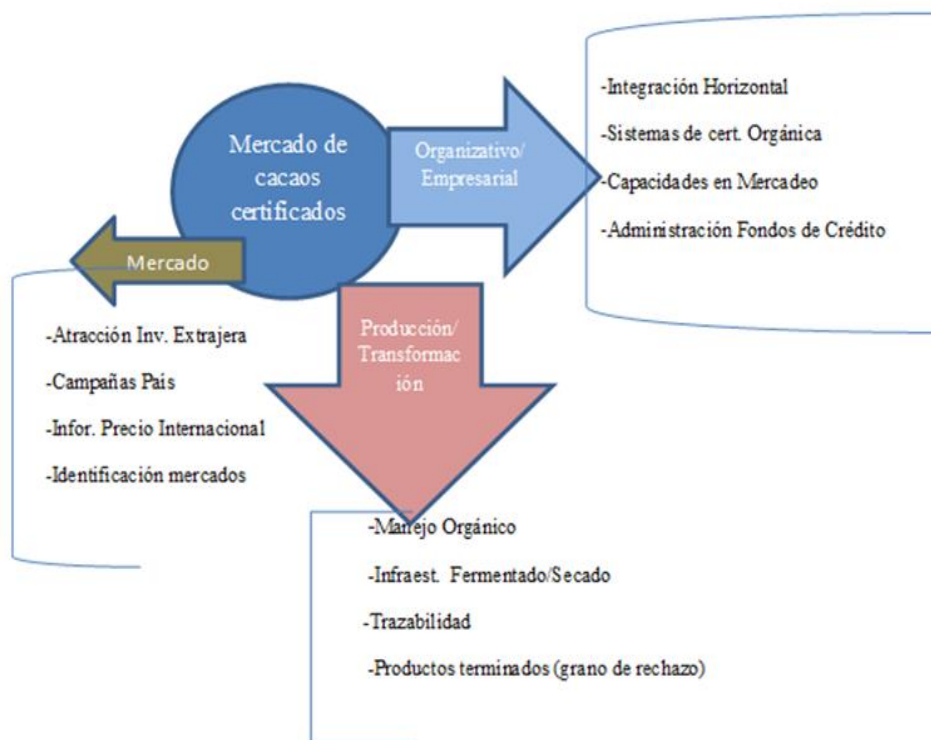 Mercado de
cacaos
certificados
Organizativo/
Empresarial
-Integración Horizontal
-Sistemas de cert. Orgánica
-Capacidades en Mercadeo
-Administración Fondos de Crédito
Mercado
-Atracción Inv. Extrajera
-Campañas País
-Infor. Precio Internacional
-Identificación mercados
Producción/
Transformac
ión
-Manejo Orgánico
-Infraest. Fermentado/Secado
-Trazabilidad
-Productos terminados (grano de rechazo)